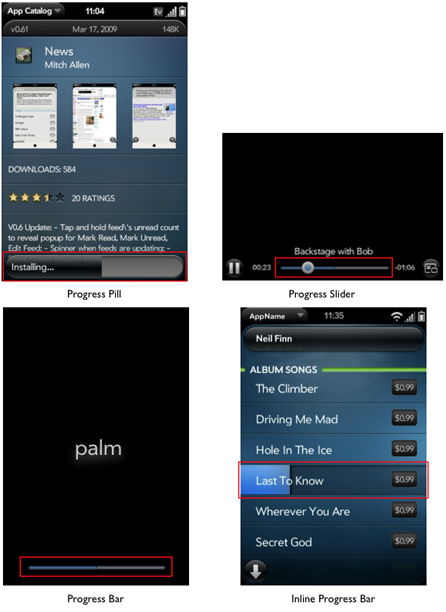 App Catalog 11:04
v0.61 Mar 17, 2009 148K
News
Mitch Allen
DOWNLOADS: 584
20 RATINGS
V0.6 Update: - Tap and hold feed\'s unread count
to reveal popup for Mark Read, Mark Unread,
Edit Feed: - Spinner when feeds are updating; -
Installing...
Progress Pill
Backstage with Bob
00:23 -01:06
Progress Slider
palm
Progress Bar
AppName 11:35
Neil Finn
ALBUM SONGS
The Climber $0.99
Driving Me Mad $0.99
Hole In The Ice $0.99
Last To Know $0.99
Wherever You Are $0.99
Secret God $0.99
Inline Progress Bar